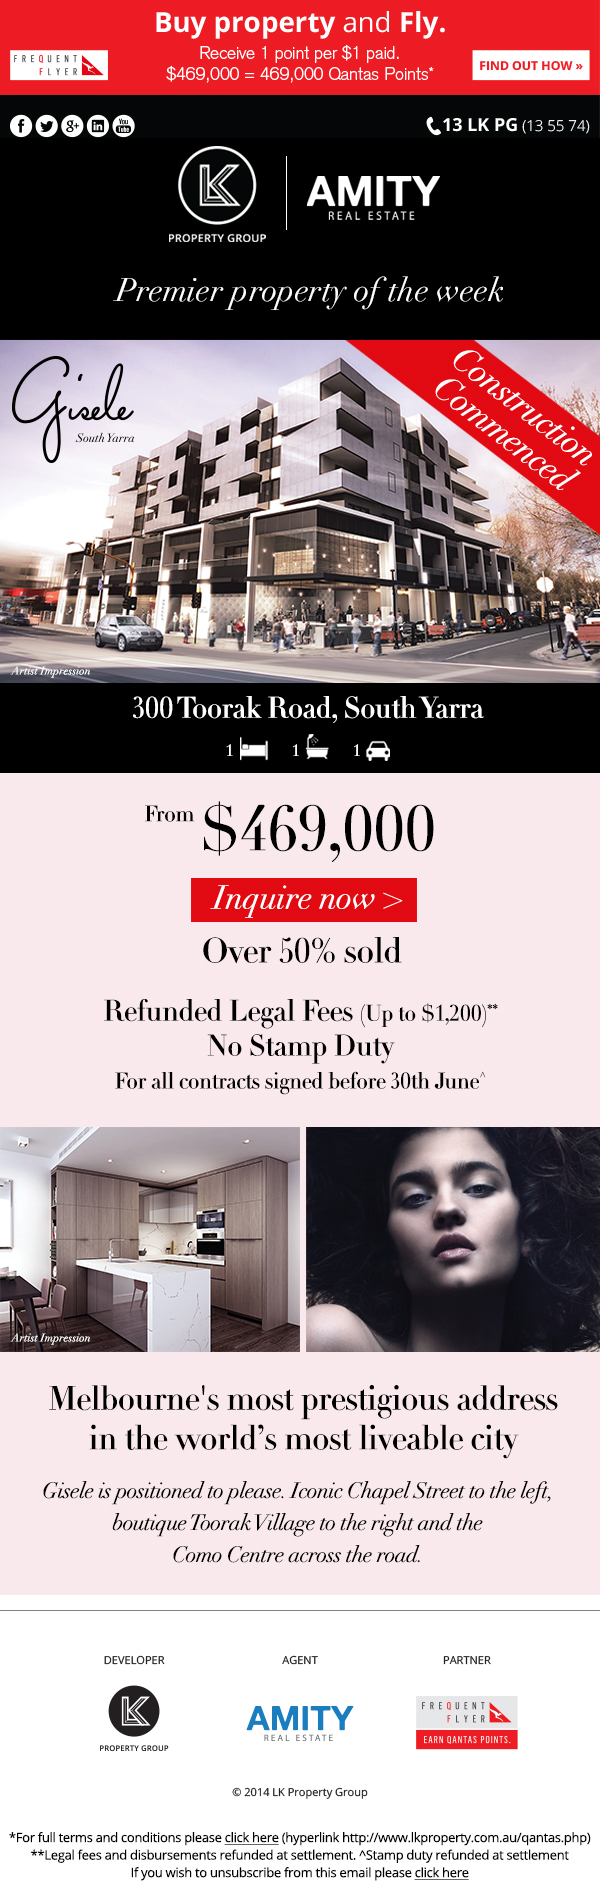 Buy property and Fly.
FREQUENT
FLYER
Receive 1 point per $1 paid.
$469,000 = 469,000 Qantas Points*
FIND OUT HOW »
f
g+
in
You
Tube
13 LK PG (13 55 74)
LK
PROPERTY GROUP
AMITY
REAL ESTATE
Premier property of the week
Gisele
South Yarra
Construction
Commenced
Artist Impression
300 Toorak Road, South Yarra
1 1 1
From $469,000
Inquire now >
Over 50% sold
Refunded Legal Fees (Up to $1,200)**
No Stamp Duty
For all contracts signed before 30th June^
Artist Impression
Melbourne's most prestigious address
in the world’s most liveable city
Gisele is positioned to please. Iconic Chapel Street to the left,
boutique Toorak Village to the right and the
Como Centre across the road.
DEVELOPER
AGENT
PARTNER
LK
PROPERTY GROUP
AMITY
REAL ESTATE
FREQUENT
FLYER
EARN QANTAS POINTS.
© 2014 LK Property Group
*For full terms and conditions please click here (hyperlink http://www.lkproperty.com.au/qantas.php)
**Legal fees and disbursements refunded at settlement. ^Stamp duty refunded at settlement
If you wish to unsubscribe from this email please click here